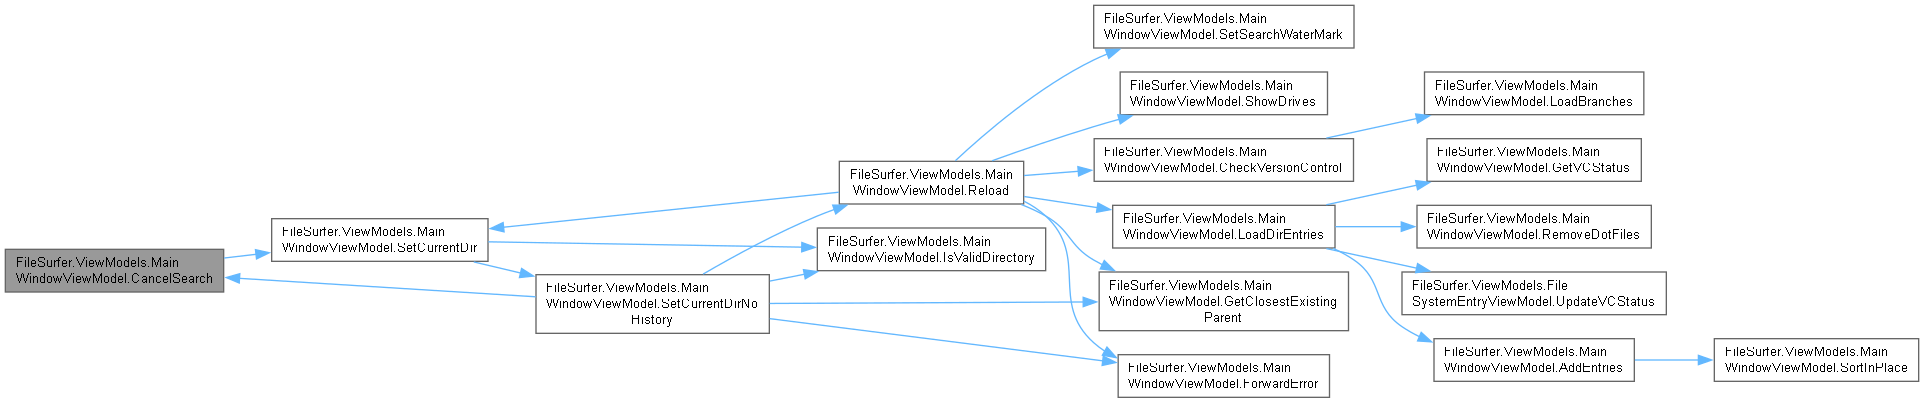 FileSurfer.ViewModels.Main
WindowViewModel.CancelSearch
FileSurfer.ViewModels.Main
WindowViewModel.SetCurrentDir
FileSurfer.ViewModels.Main
WindowViewModel.SetCurrentDirNo
History
FileSurfer.ViewModels.Main
WindowViewModel.Reload
FileSurfer.ViewModels.Main
WindowViewModel.IsValidDirectory
FileSurfer.ViewModels.Main
WindowViewModel.SetSearchWaterMark
FileSurfer.ViewModels.Main
WindowViewModel.ShowDrives
FileSurfer.ViewModels.Main
WindowViewModel.CheckVersionControl
FileSurfer.ViewModels.Main
WindowViewModel.LoadDirEntries
FileSurfer.ViewModels.Main
WindowViewModel.GetClosestExisting
Parent
FileSurfer.ViewModels.Main
WindowViewModel.ForwardError
FileSurfer.ViewModels.Main
WindowViewModel.LoadBranches
FileSurfer.ViewModels.Main
WindowViewModel.GetVCStatus
FileSurfer.ViewModels.Main
WindowViewModel.RemoveDotFiles
FileSurfer.ViewModels.File
SystemEntryViewModel.UpdateVCStatus
FileSurfer.ViewModels.Main
WindowViewModel.AddEntries
FileSurfer.ViewModels.Main
WindowViewModel.SortInPlace